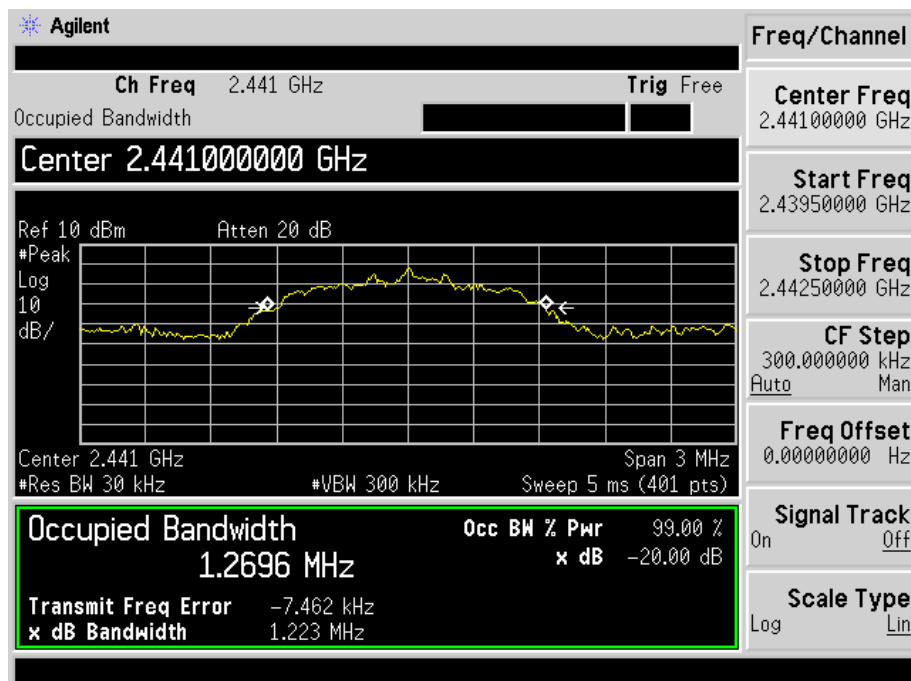 Agilent
Freq/Channel
Ch Freq 2.441 GHz Trig Free
Occupied Bandwidth
Center 2.441000000 GHz
Ref 10 dBm Atten 20 dB
#Peak
Log
10
dB/
Center 2.441 GHz Span 3 MHz
#Res BW 30 kHz #VBW 300 kHz Sweep 5 ms (401 pts)
Occupied Bandwidth
1.2696 MHz
Occ BW % Pwr 99.00 %
x dB -20.00 dB
Transmit Freq Error -7.462 kHz
x dB Bandwidth 1.223 MHz
Center Freq
2.44100000 GHz
Start Freq
2.43950000 GHz
Stop Freq
2.44250000 GHz
CF Step
300.000000 kHz
Auto Man
Freq Offset
0.00000000 Hz
Signal Track
On Off
Scale Type
Log Lin